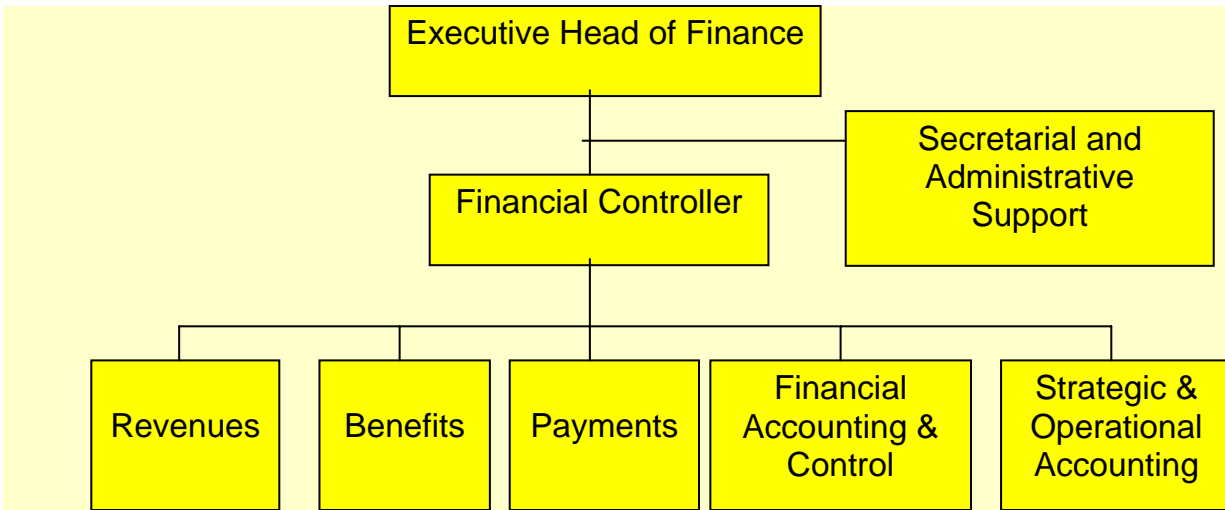 Executive Head of Finance
Secretarial and
Administrative
Support
Financial Controller
Revenues
Benefits
Payments
Financial
Accounting &
Control
Strategic &
Operational
Accounting